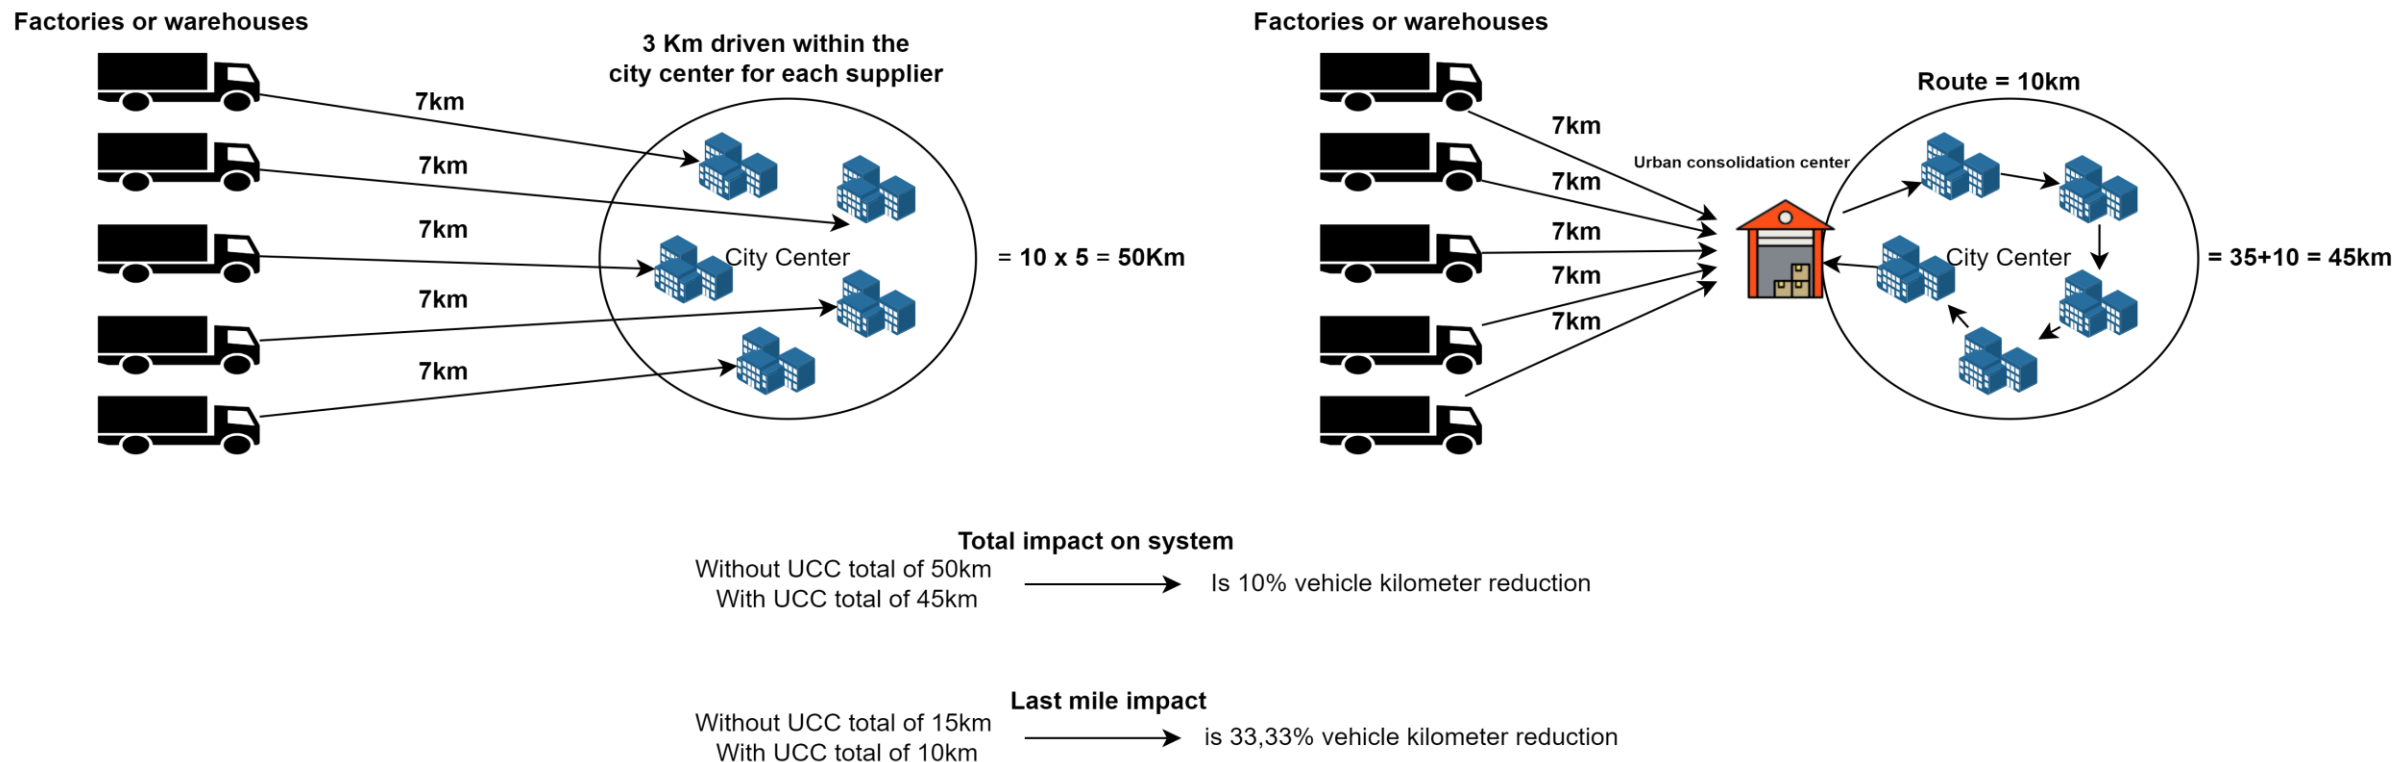 Factories or warehouses
3 Km driven within the
city center for each supplier
7km
7km
7km
7km
7km
City Center
= 10 x 5 = 50Km
Factories or warehouses
Route = 10km
7km
7km
7km
7km
7km
Urban consolidation center
City Center
= 35+10 = 45km
Total impact on system
Without UCC total of 50km
With UCC total of 45km
Is 10% vehicle kilometer reduction
Last mile impact
Without UCC total of 15km
With UCC total of 10km
is 33,33% vehicle kilometer reduction